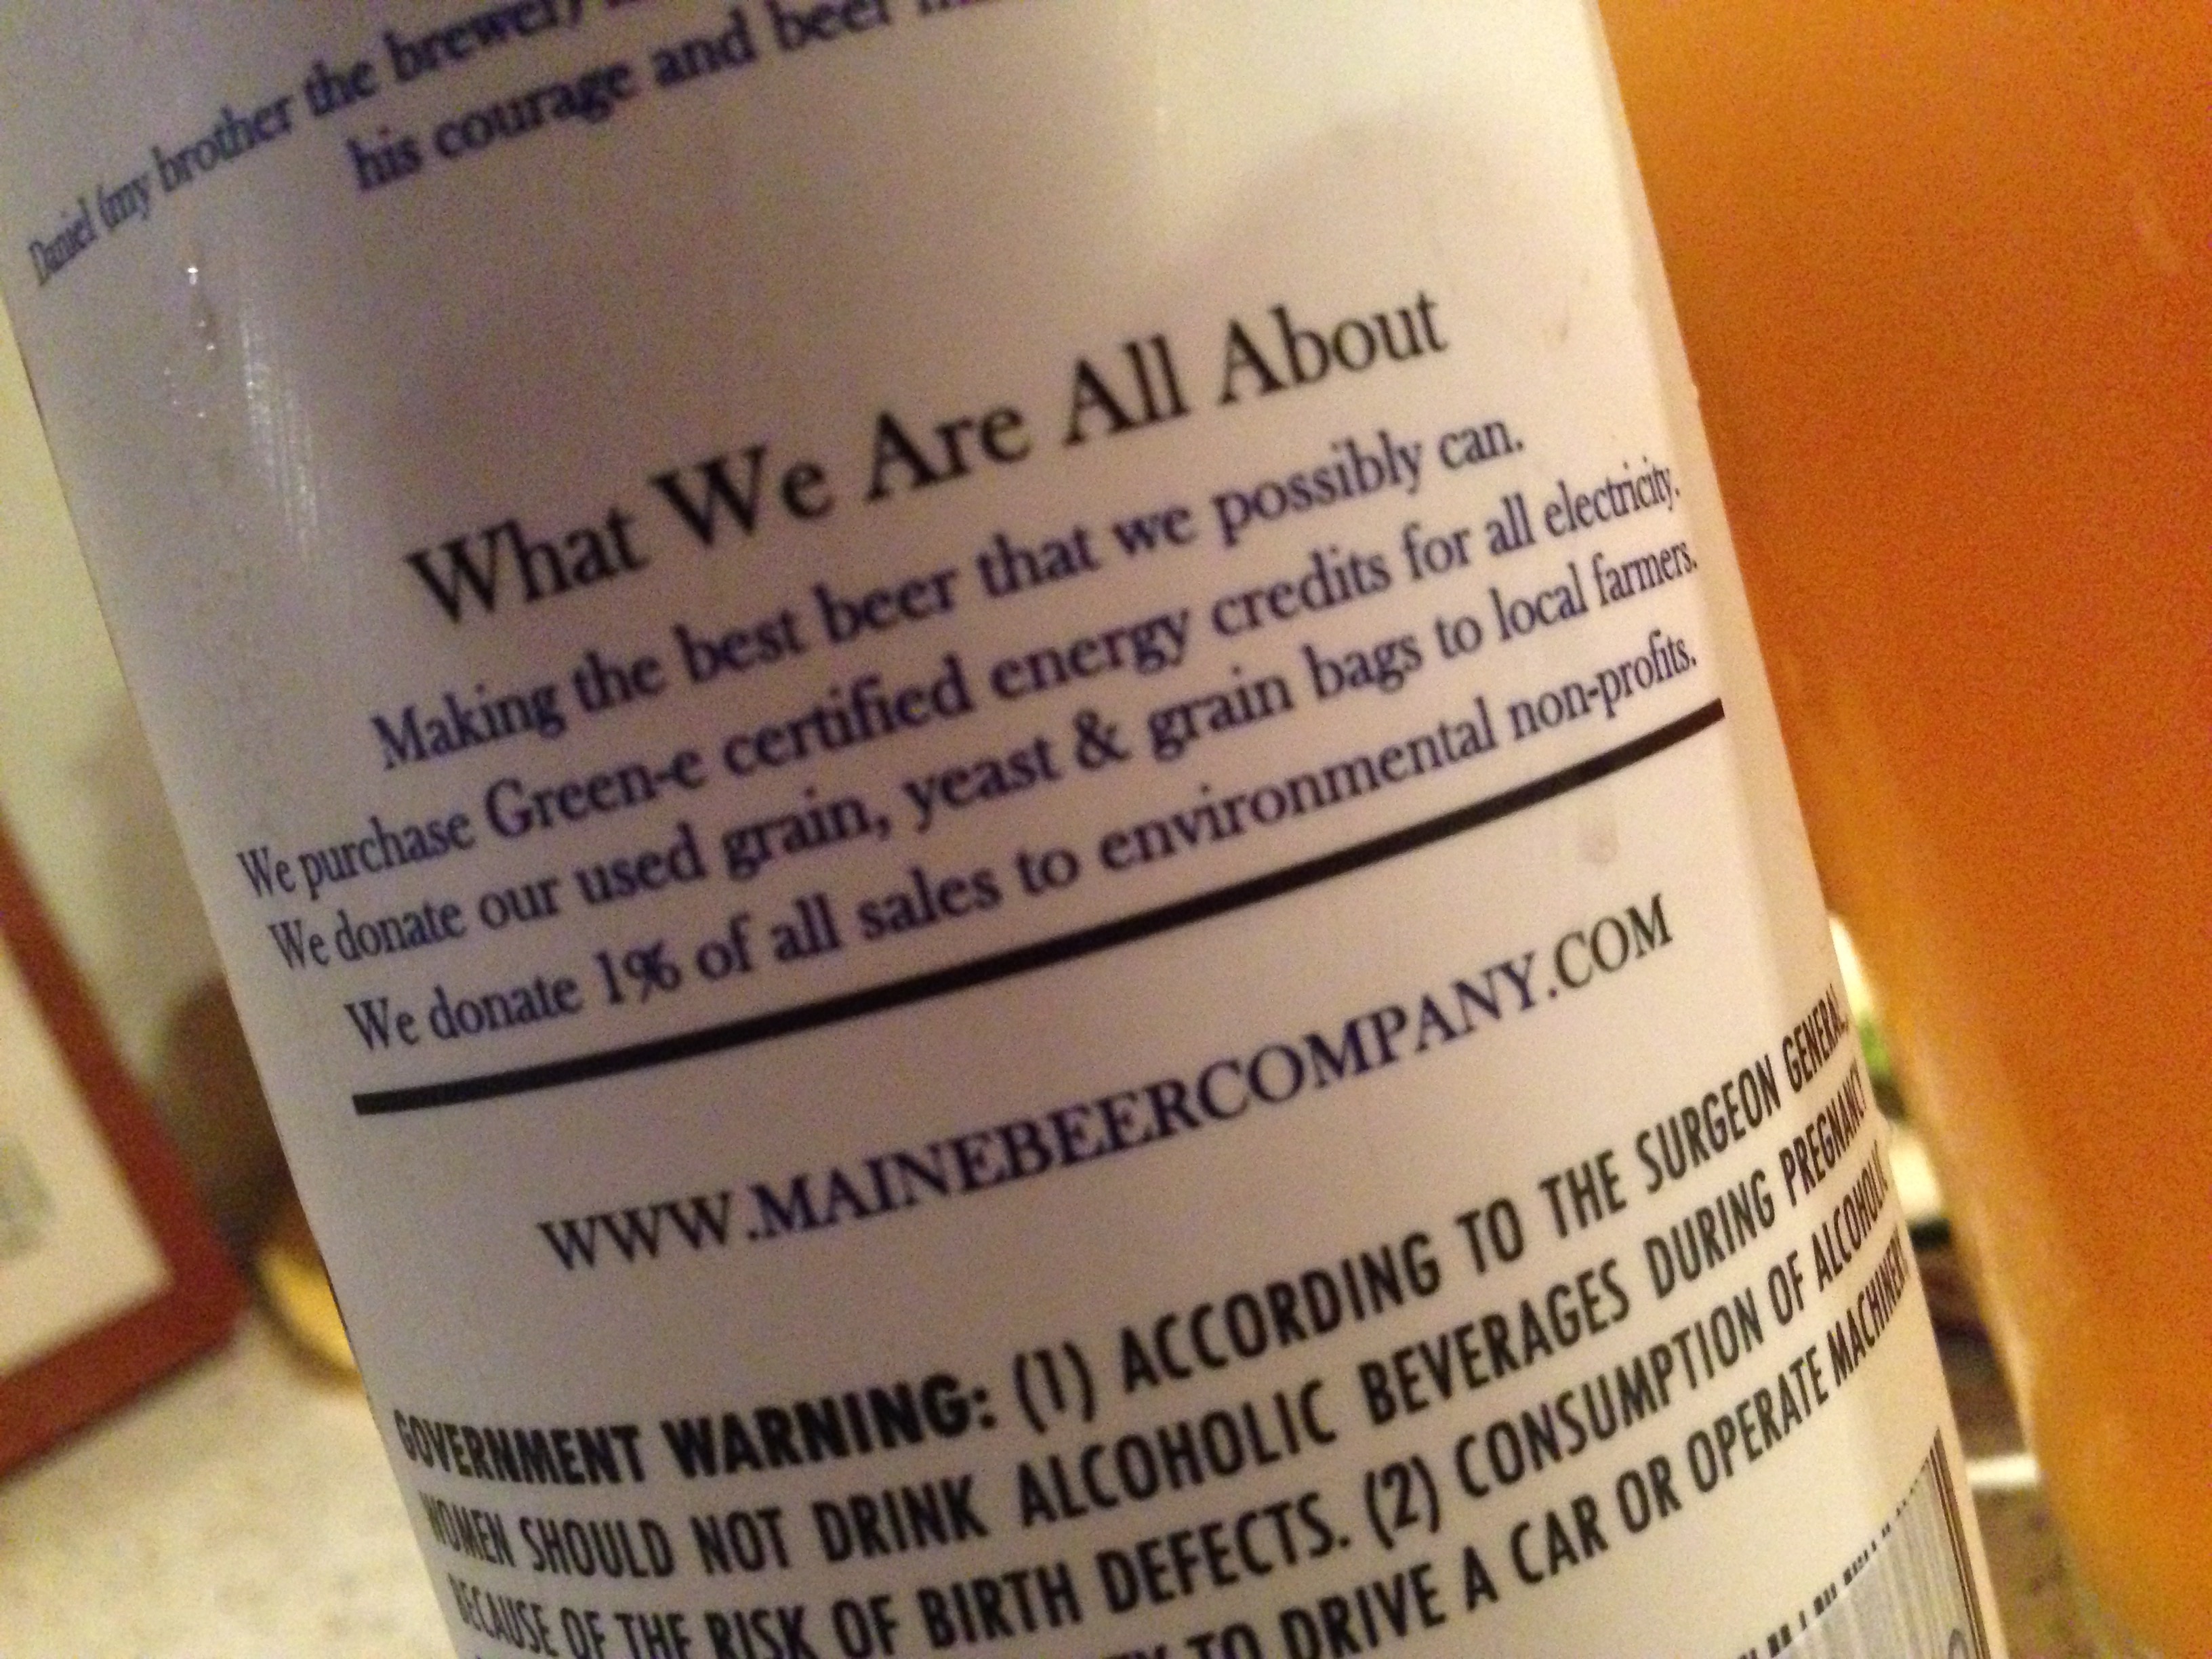 Daniel (my brother the brewer)
his courage and beer
What We Are All About
Making the best beer that we possibly can.
We purchase Green-e certified energy credits for all electricity.
We donate our used grain, yeast & grain bags to local farmers.
We donate 1% of all sales to environmental non-profits.
WWW.MAINEBEERCOMPANY.COM
GOVERNMENT WARNING: (1) ACCORDING TO THE SURGEON GENERAL,
WOMEN SHOULD NOT DRINK ALCOHOLIC BEVERAGES DURING PREGNANCY
BECAUSE OF THE RISK OF BIRTH DEFECTS. (2) CONSUMPTION OF ALCOHOLIC
TO DRIVE A CAR OR OPERATE MACHINERY